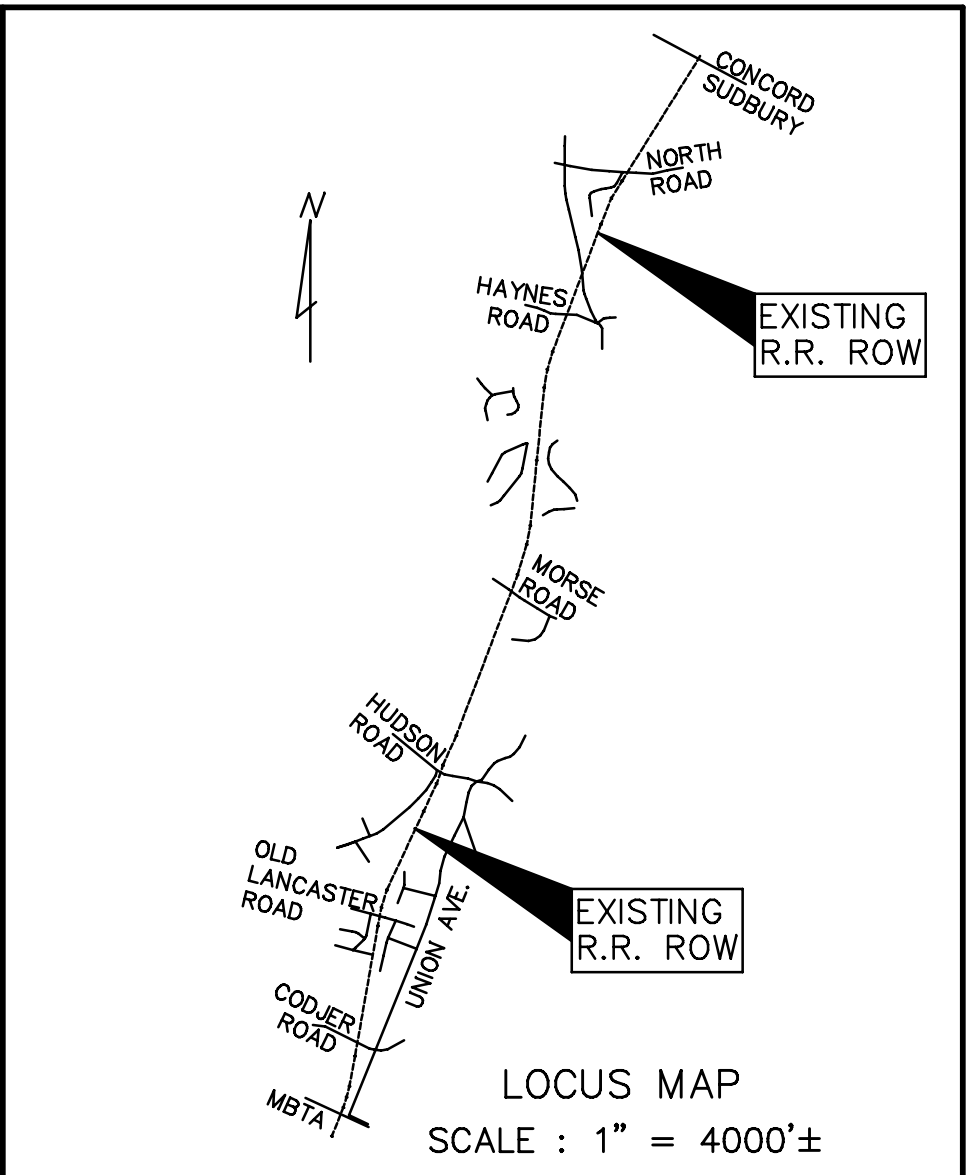 CONCORD
SUDBURY
NORTH
ROAD
N
HAYNES
ROAD
EXISTING
R.R. ROW
MORSE
ROAD
HUDSON
ROAD
OLD
LANCASTER
ROAD
EXISTING
R.R. ROW
UNION AVE.
CODJER
ROAD
MBTA
LOCUS MAP
SCALE : 1" = 4000'±